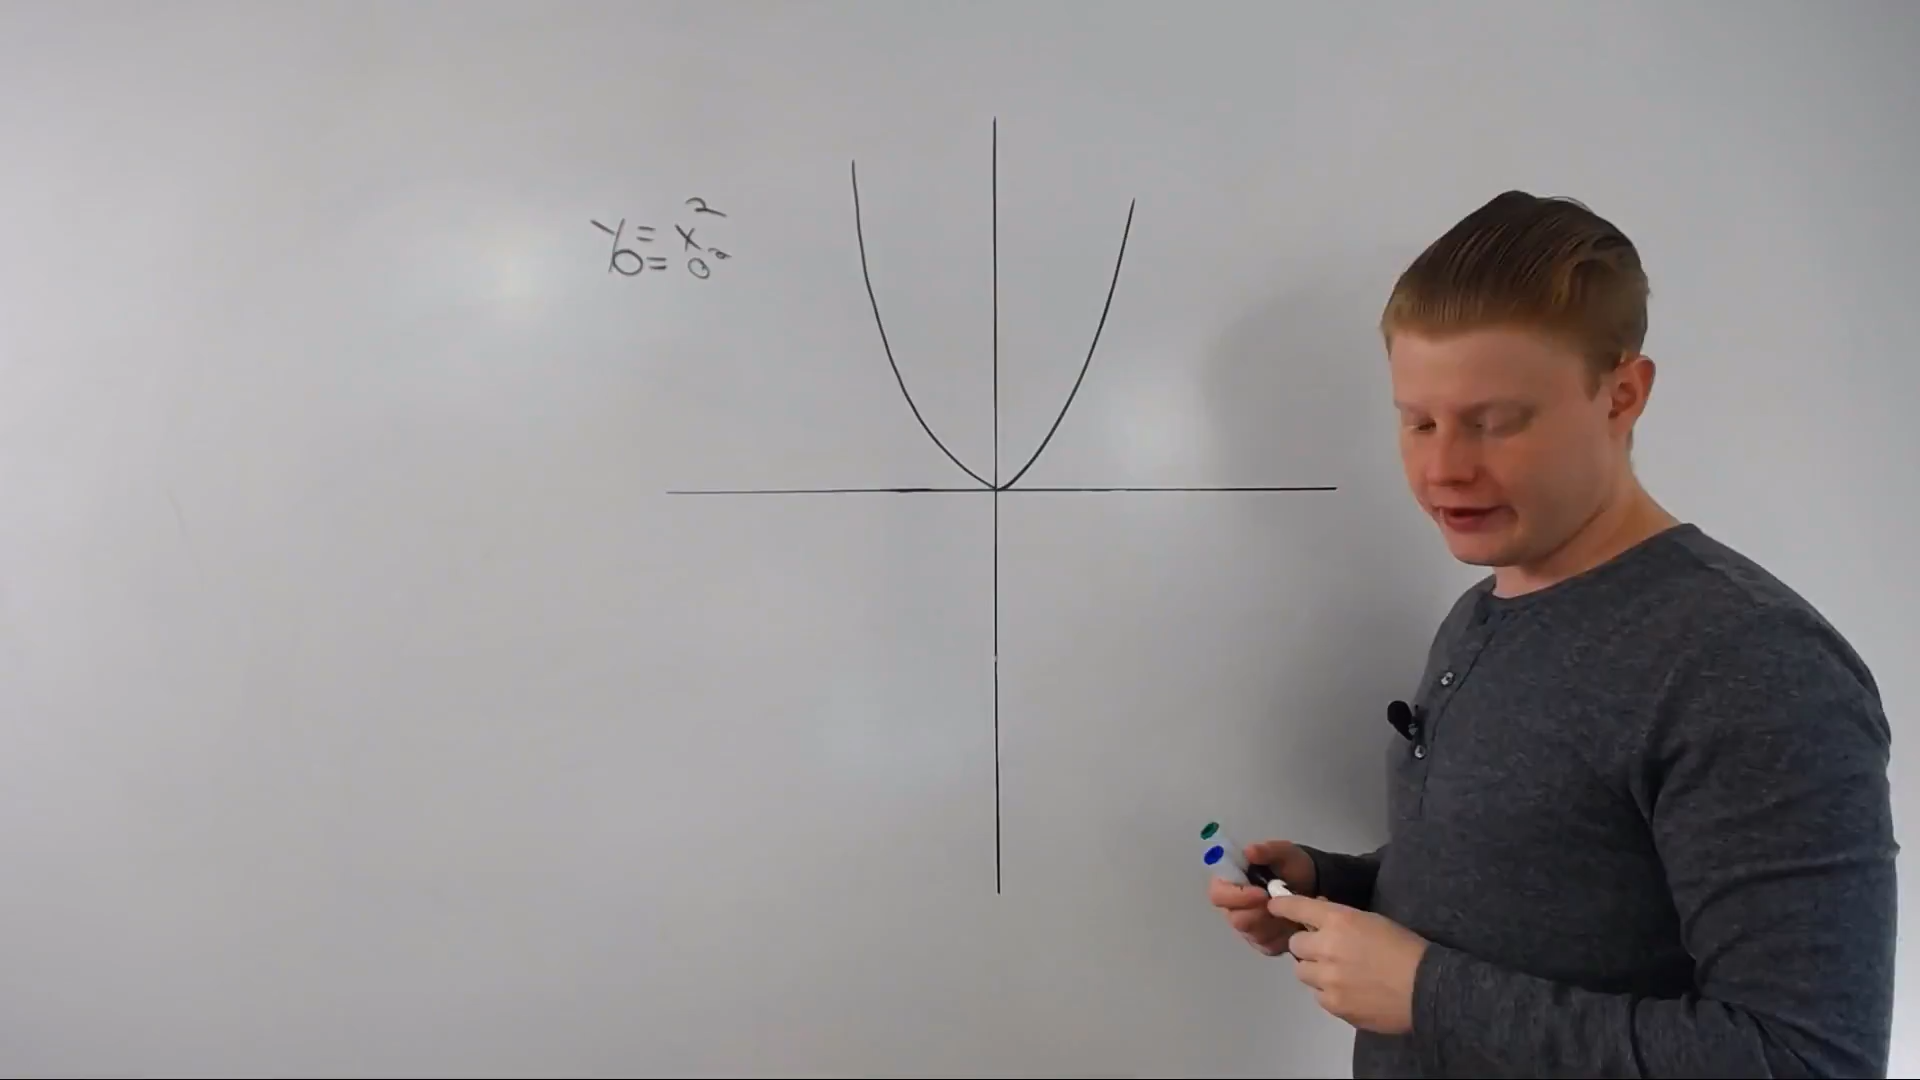 y = x²
0 = 0²